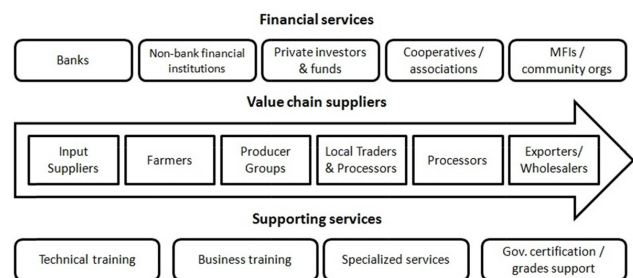 Financial services
Banks
Non-bank financial
institutions
Private investors
& funds
Cooperatives /
associations
MFIs /
community orgs
Value chain suppliers
Input
Suppliers
Farmers
Producer
Groups
Local Traders
& Processors
Processors
Exporters/
Wholesalers
Supporting services
Technical training
Business training
Specialized services
Gov. certification /
grades support